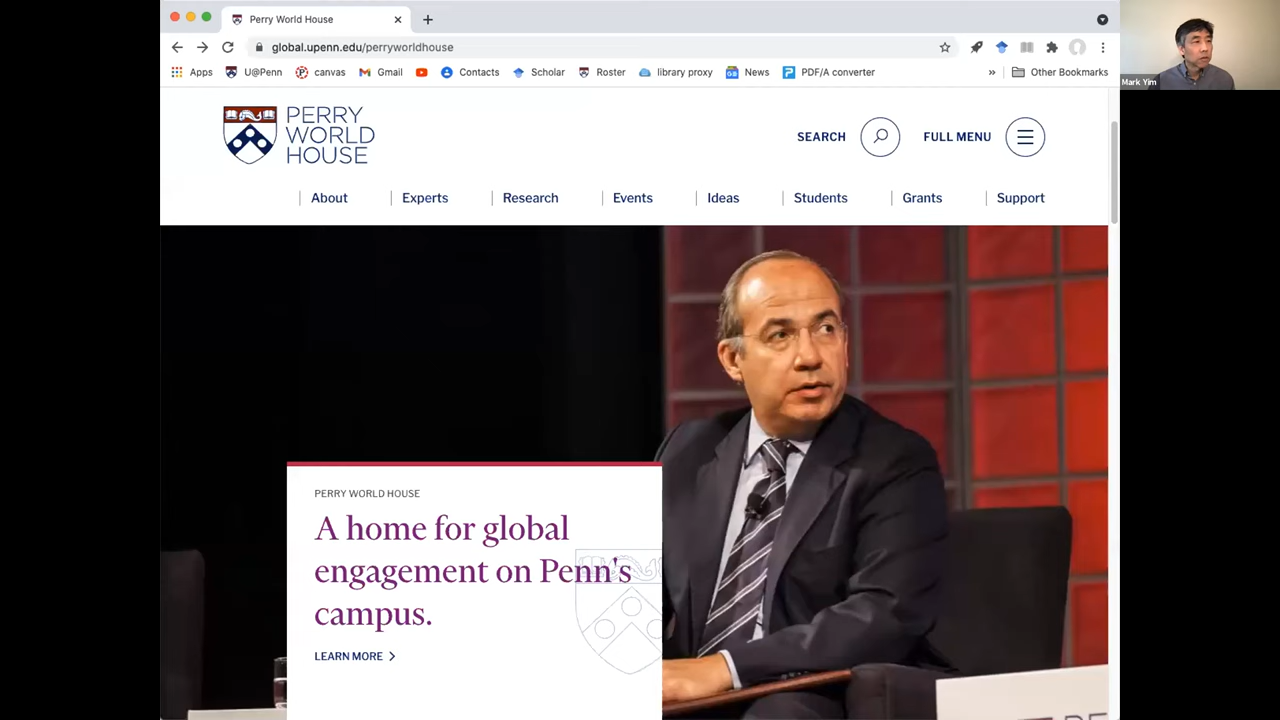 Perry World House
global.upenn.edu/perryworldhouse
Apps U@Penn canvas Gmail Contacts Scholar Roster library proxy News PDF/A converter » Other Bookmarks
Mark Yim
PERRY
WORLD
HOUSE
SEARCH FULL MENU
About Experts Research Events Ideas Students Grants Support
PERRY WORLD HOUSE
A home for global
engagement on Penn's
campus.
LEARN MORE